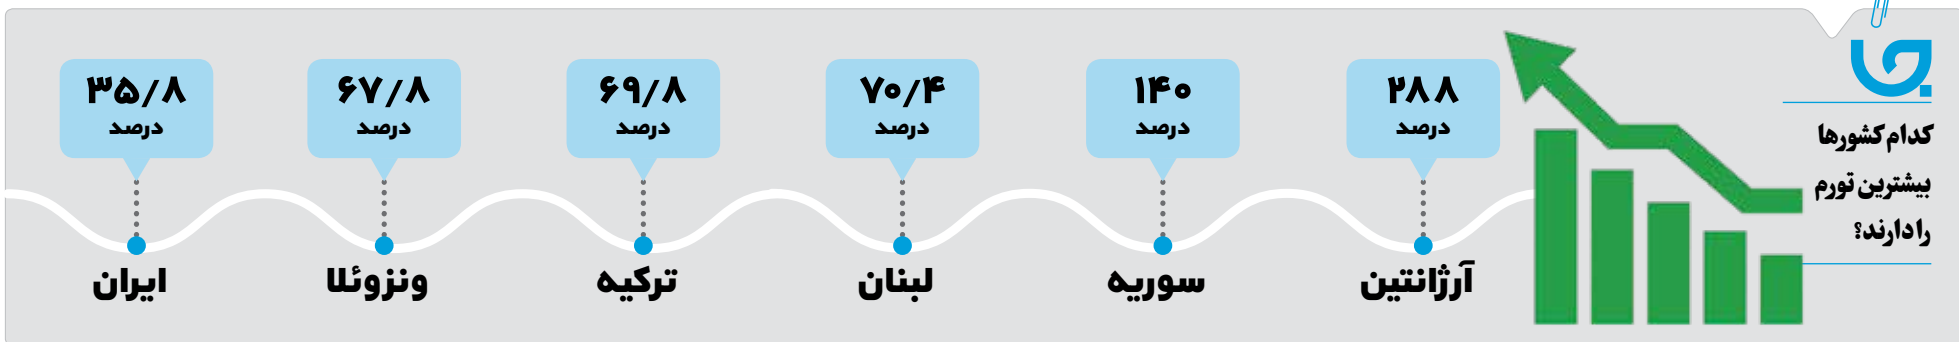 کدام کشورها
بیشترین تورم
را دارند؟
۲۸۸
درصد
آرژانتین
۱۴۰
درصد
سوریه
۷۰/۴
درصد
لبنان
۶۹/۸
درصد
ترکیه
۶۷/۸
درصد
ونزوئلا
۳۵/۸
درصد
ایران